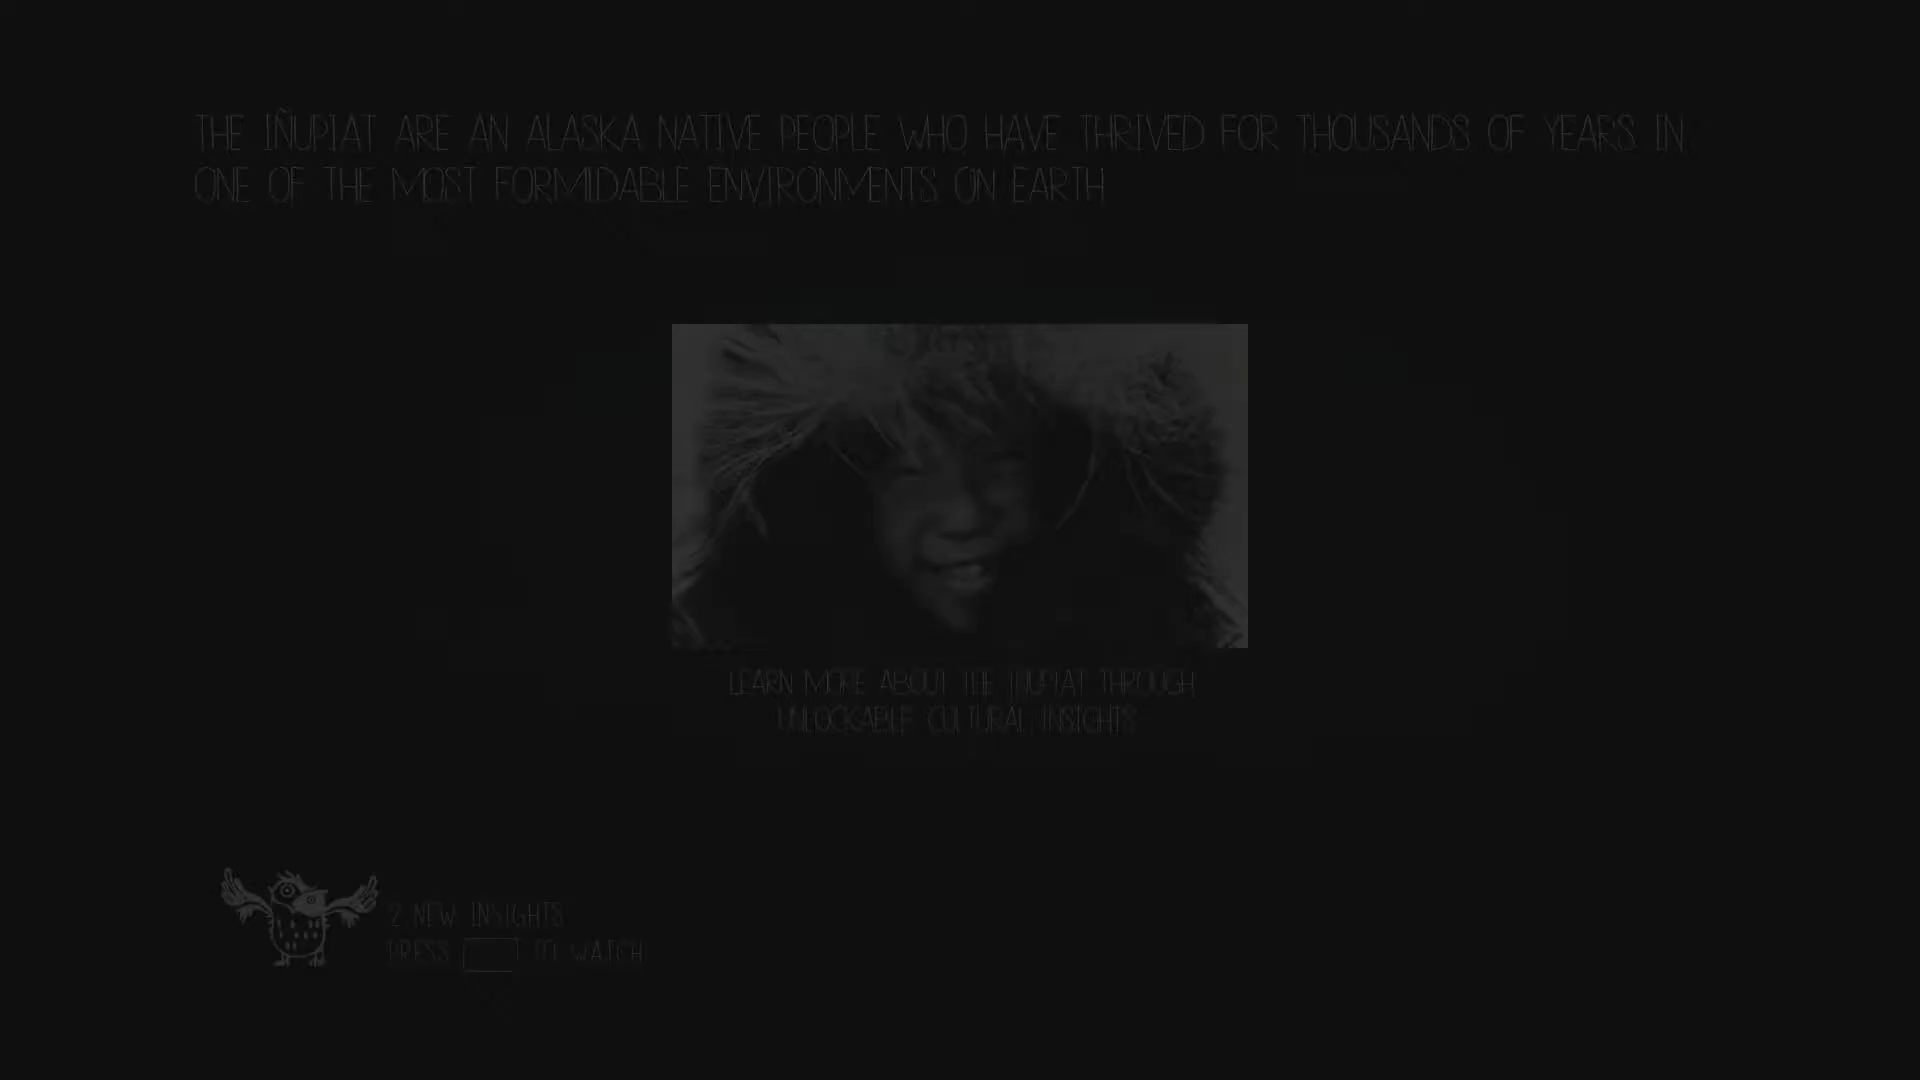 THE IÑUPIAT ARE AN ALASKA NATIVE PEOPLE WHO HAVE THRIVED FOR THOUSANDS OF YEARS IN
ONE OF THE MOST FORMIDABLE ENVIRONMENTS ON EARTH
LEARN MORE ABOUT THE IÑUPIAT THROUGH
UNLOCKABLE CULTURAL INSIGHTS
2 NEW INSIGHTS
PRESS TO WATCH